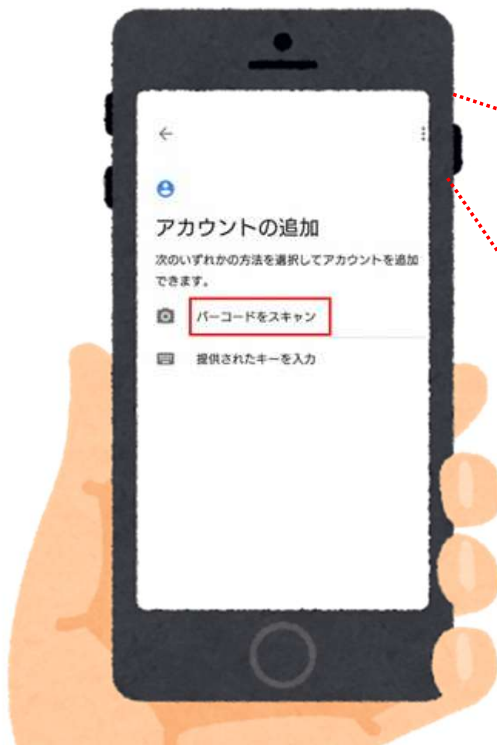 アカウントの追加
次のいずれかの方法を選択してアカウントを追加
できます。
バーコードをスキャン
提供されたキーを入力